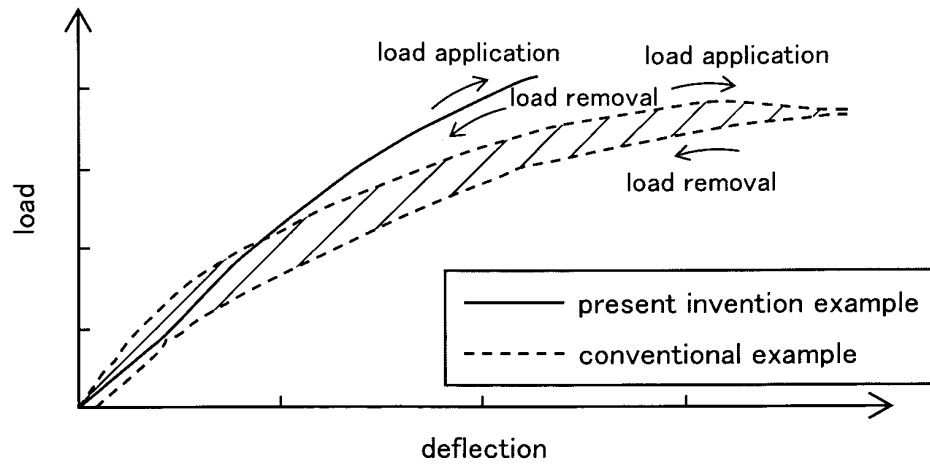 load application
load application
load removal
load removal
load
present invention example
conventional example
deflection